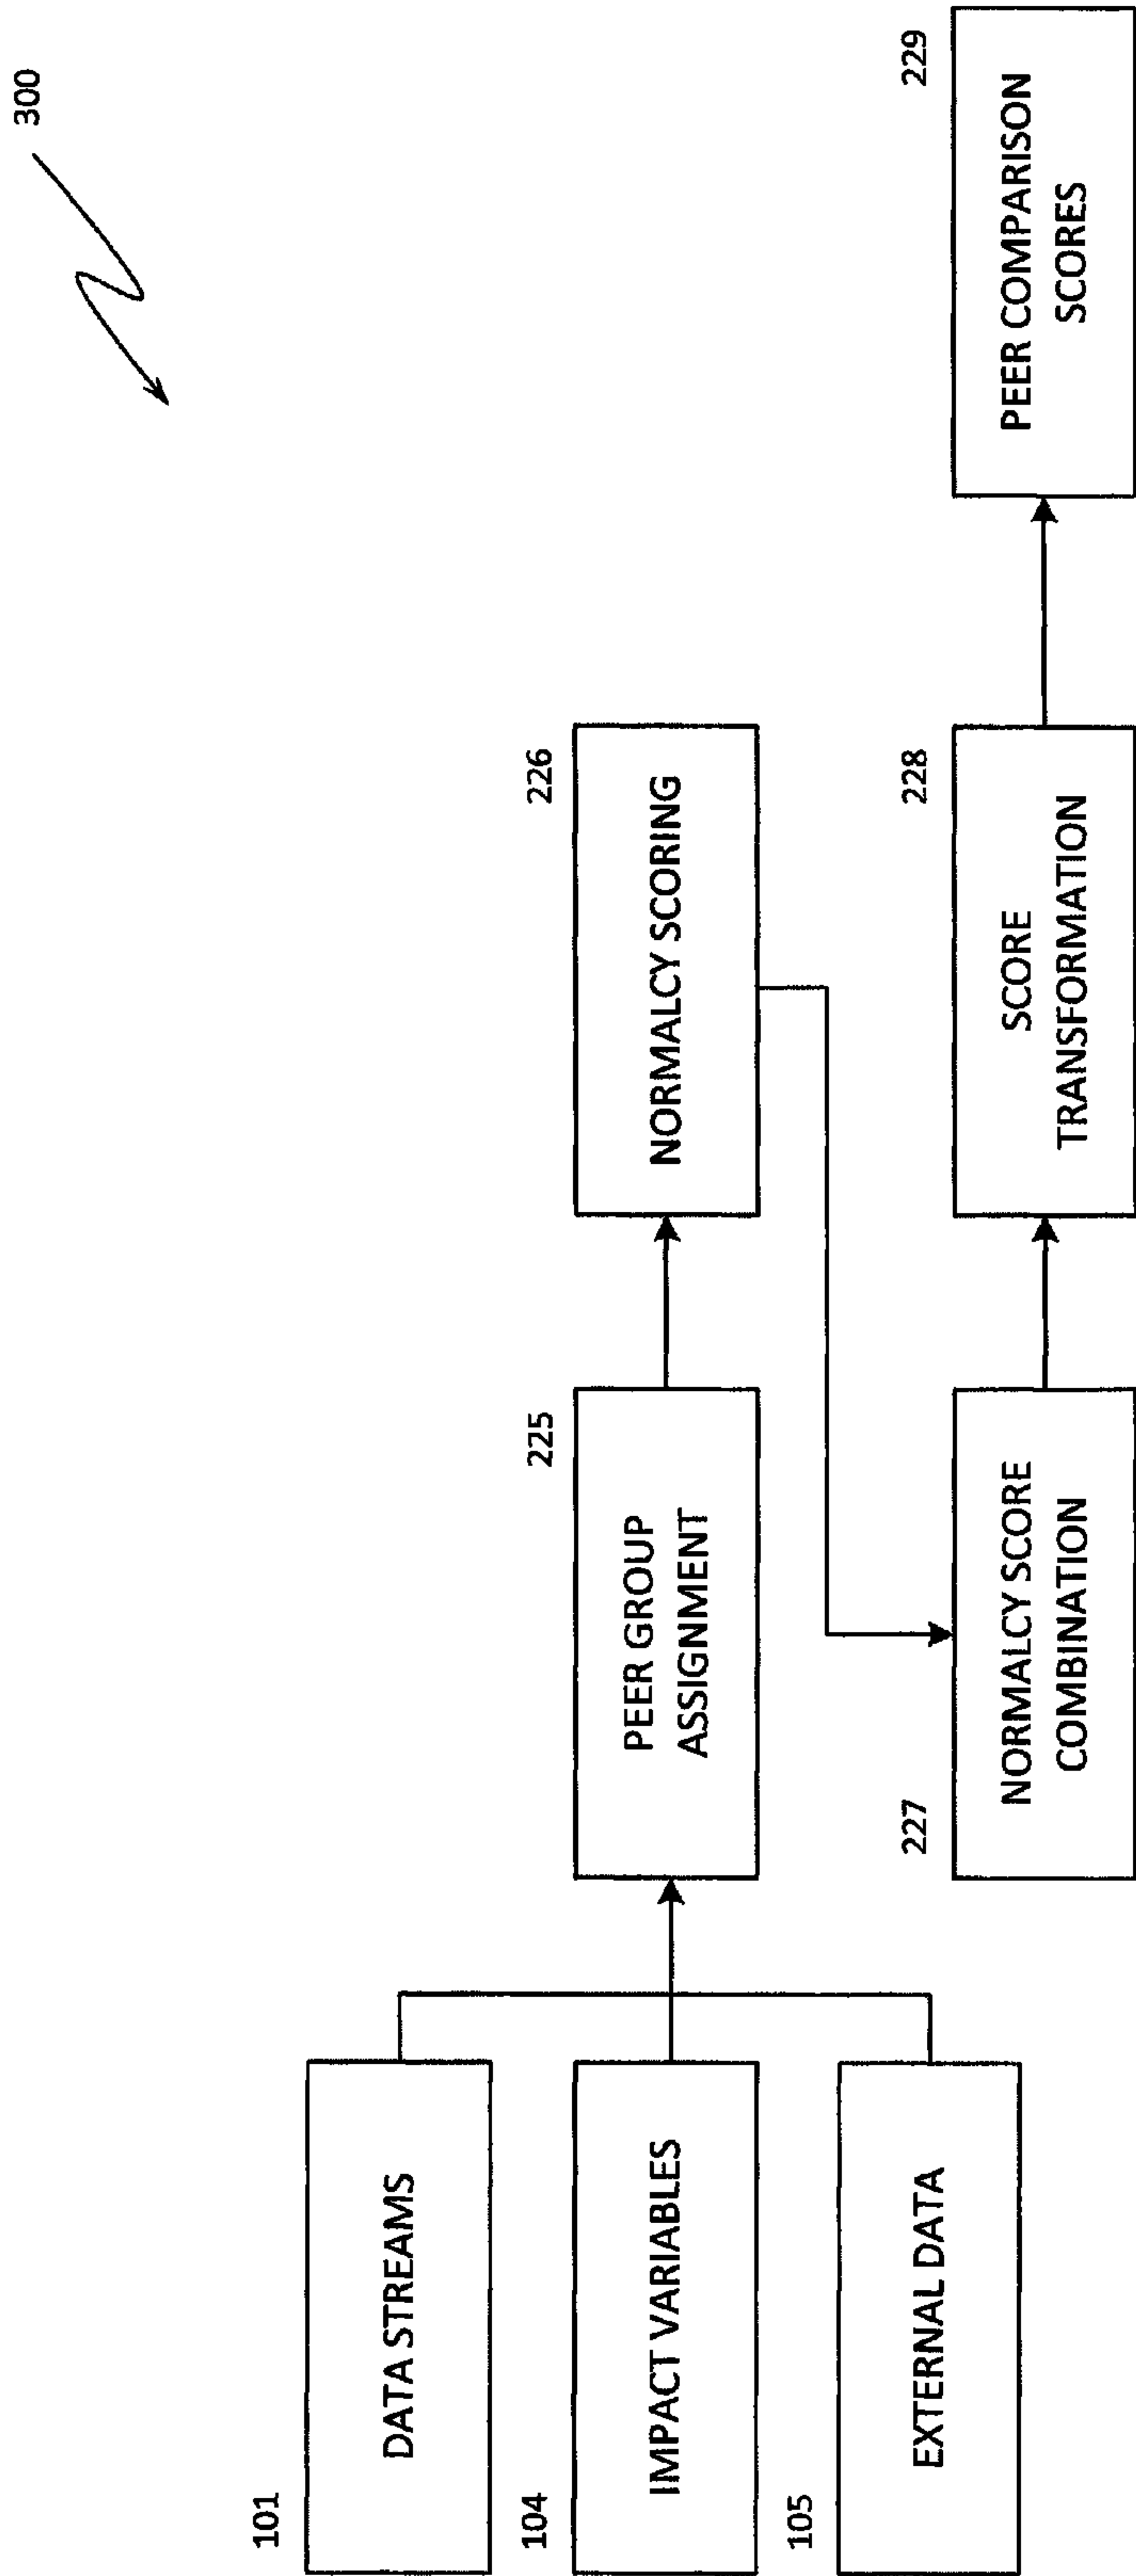 300
101
DATA STREAMS
104
IMPACT VARIABLES
105
EXTERNAL DATA
225
PEER GROUP
ASSIGNMENT
226
NORMALCY SCORING
227
NORMALCY SCORE
COMBINATION
228
SCORE
TRANSFORMATION
229
PEER COMPARISON
SCORES